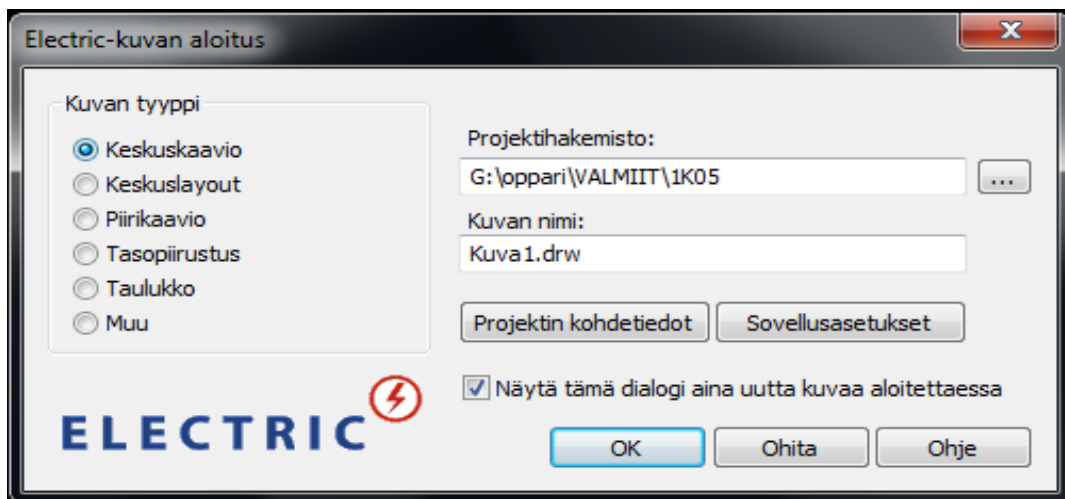 Electric-kuvan aloitus
Kuvan tyyppi
Keskuskaavio
Keskuslayout
Piirikaavio
Tasopiirustus
Taulukko
Muu
Projektihakemisto:
G:\oppari\VALMIIT\1K05
...
Kuvan nimi:
Kuva1.drw
Projektin kohdetiedot
Sovellusasetukset
Näytä tämä dialogi aina uutta kuvaa aloitettaessa
ELECTRIC
OK
Ohita
Ohje